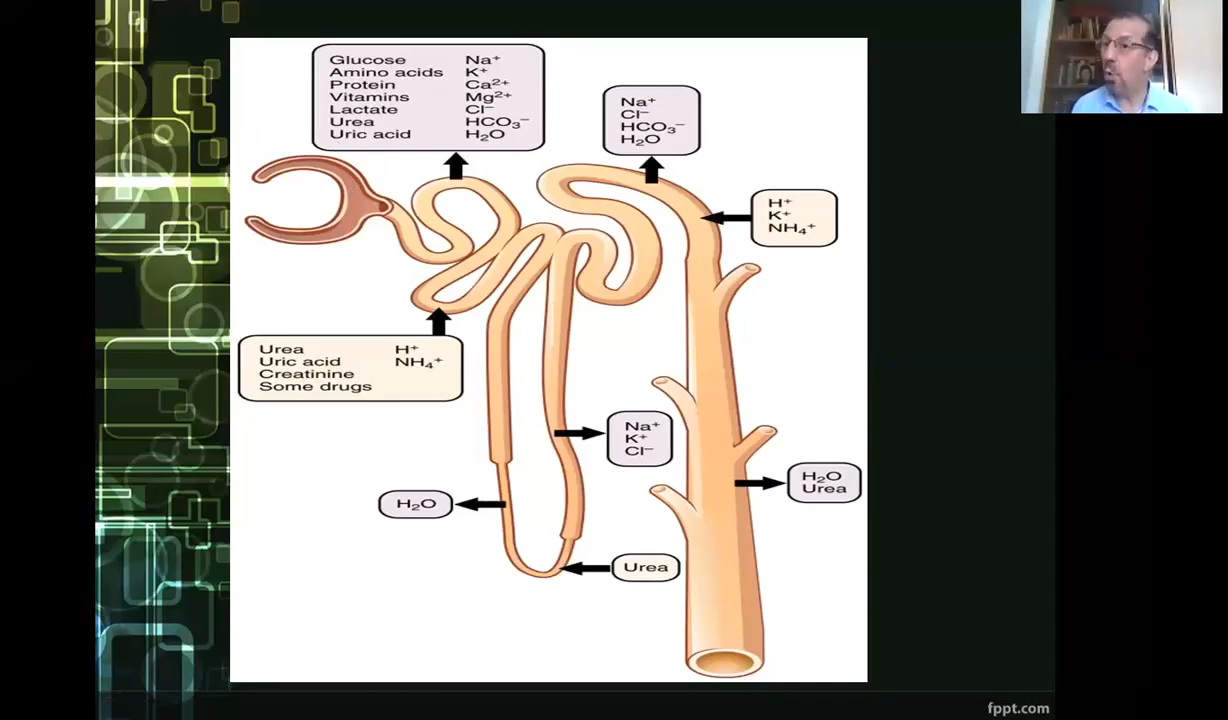 Glucose Na⁺
Amino acids K⁺
Protein Ca²⁺
Vitamins Mg²⁺
Lactate Cl⁻
Urea HCO₃⁻
Uric acid H₂O
Na⁺
Cl⁻
HCO₃⁻
H₂O
H⁺
K⁺
NH₄⁺
Urea H⁺
Uric acid NH₄⁺
Creatinine
Some drugs
Na⁺
K⁺
Cl⁻
H₂O
Urea
H₂O
Urea
fppt.com